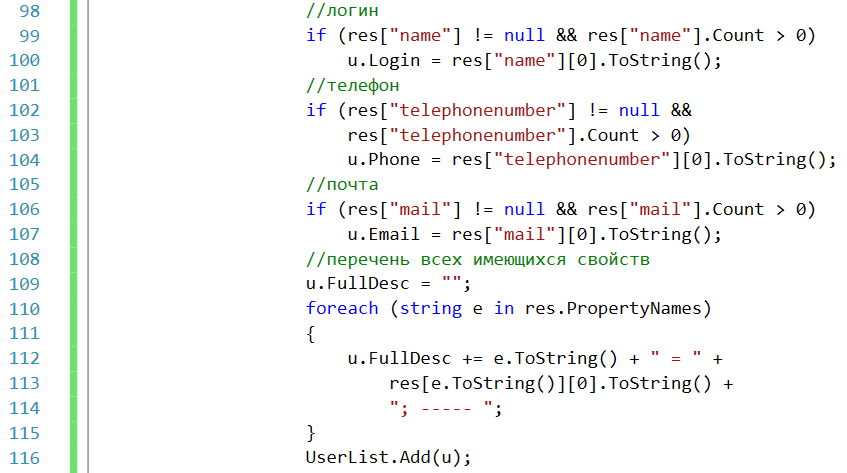 98 //логин
99 if (res["name"] != null && res["name"].Count > 0)
100 u.Login = res["name"][0].ToString();
101 //телефон
102 if (res["telephonenumber"] != null &&
103 res["telephonenumber"].Count > 0)
104 u.Phone = res["telephonenumber"][0].ToString();
105 //почта
106 if (res["mail"] != null && res["mail"].Count > 0)
107 u.Email = res["mail"][0].ToString();
108 //перечень всех имеющихся свойств
109 u.FullDesc = "";
110 foreach (string e in res.PropertyNames)
111 {
112 u.FullDesc += e.ToString() + " = " +
113 res[e.ToString()][0].ToString() +
114 "; ----- ";
115 }
116 UserList.Add(u);